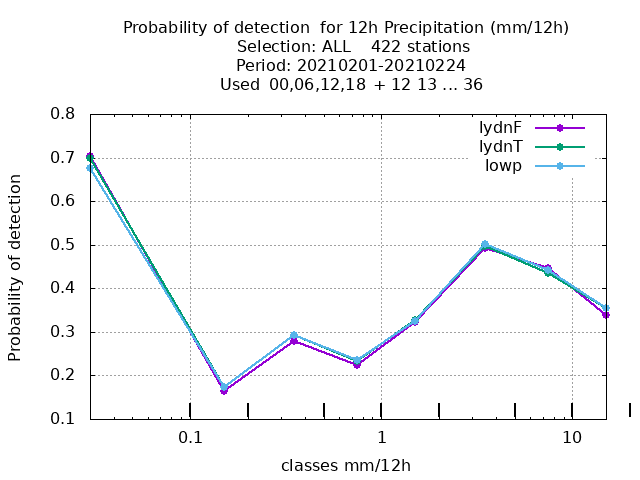 Probability of detection  for 12h Precipitation (mm/12h)
Selection: ALL    422 stations
Period: 20210201-20210224
Used  00,06,12,18  + 12 13 ... 36
lydnF
lydnT
lowp
0.8
0.7
0.6
0.5
0.4
0.3
0.2
0.1
Probability of detection
0.1 1 10
classes mm/12h